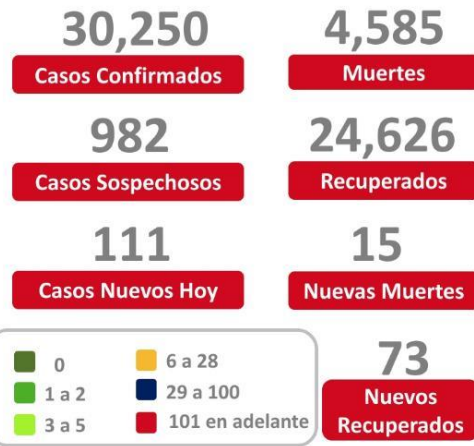 30,250
Casos Confirmados
4,585
Muertes
982
Casos Sospechosos
24,626
Recuperados
111
Casos Nuevos Hoy
15
Nuevas Muertes
0
1 a 2
3 a 5
6 a 28
29 a 100
101 en adelante
73
Nuevos
Recuperados